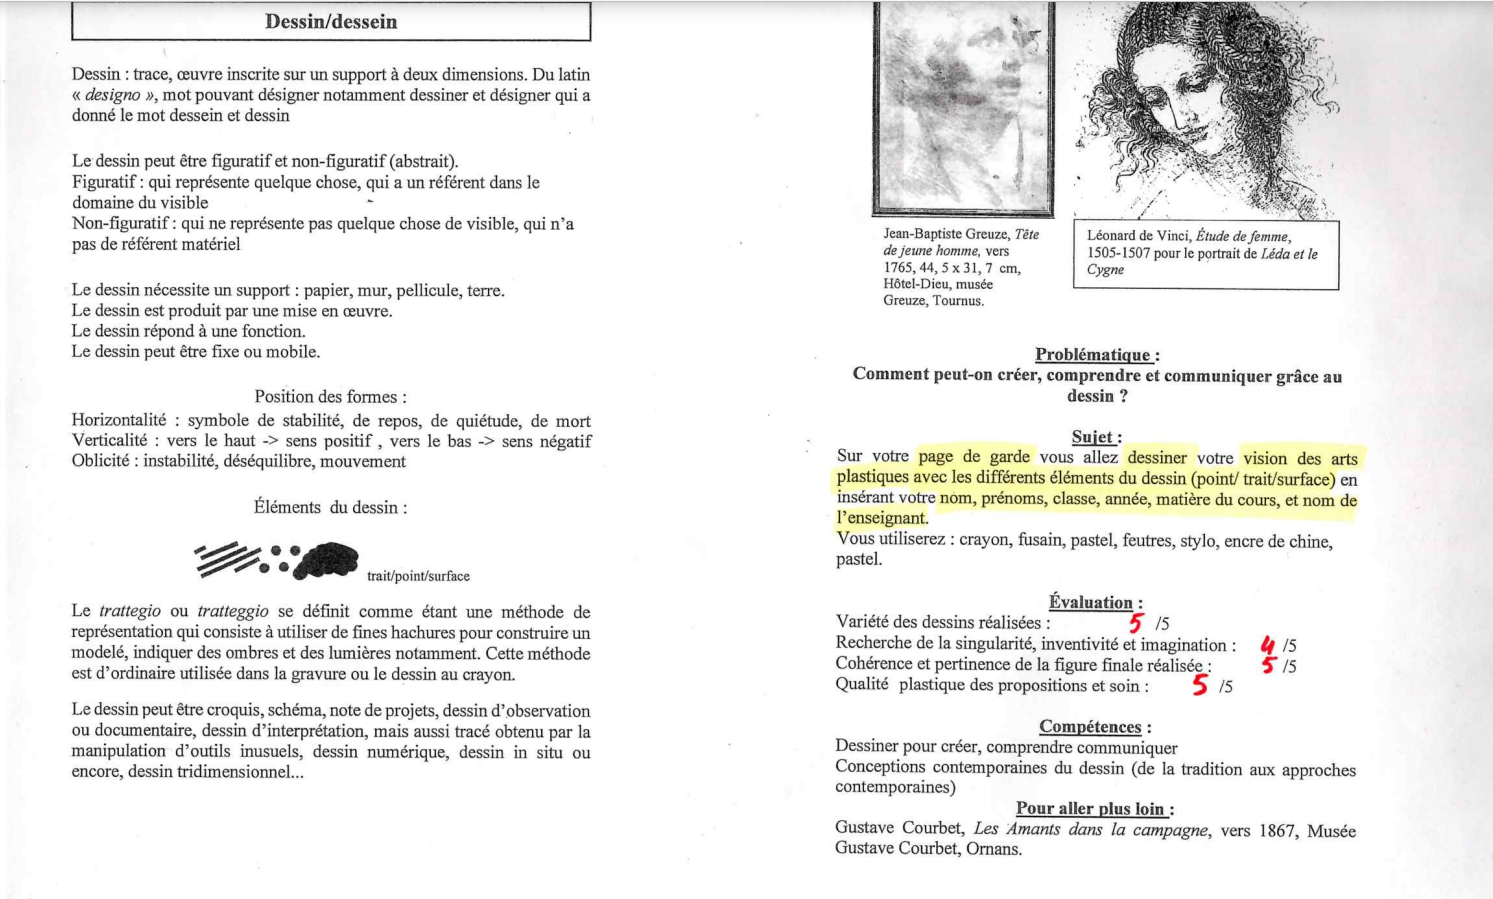 Dessin/dessein
Dessin : trace, œuvre inscrite sur un support à deux dimensions. Du latin
« designo », mot pouvant désigner notamment dessiner et désigner qui a
donné le mot dessein et dessin
Le dessin peut être figuratif et non-figuratif (abstrait).
Figuratif : qui représente quelque chose, qui a un référent dans le
domaine du visible
Non-figuratif : qui ne représente pas quelque chose de visible, qui n’a
pas de référent matériel
Le dessin nécessite un support : papier, mur, pellicule, terre.
Le dessin est produit par une mise en œuvre.
Le dessin répond à une fonction.
Le dessin peut être fixe ou mobile.
Position des formes :
Horizontalité : symbole de stabilité, de repos, de quiétude, de mort
Verticalité : vers le haut -> sens positif , vers le bas -> sens négatif
Oblicité : instabilité, déséquilibre, mouvement
Éléments du dessin :
trait/point/surface
Le trattegio ou tratteggio se définit comme étant une méthode de
représentation qui consiste à utiliser de fines hachures pour construire un
modelé, indiquer des ombres et des lumières notamment. Cette méthode
est d’ordinaire utilisée dans la gravure ou le dessin au crayon.
Le dessin peut être croquis, schéma, note de projets, dessin d’observation
ou documentaire, dessin d’interprétation, mais aussi tracé obtenu par la
manipulation d’outils inusuels, dessin numérique, dessin in situ ou
encore, dessin tridimensionnel...
Jean-Baptiste Greuze, Tête
de jeune homme, vers
1765, 44, 5 x 31, 7 cm,
Hôtel-Dieu, musée
Greuze, Tournus.
Léonard de Vinci, Étude de femme,
1505-1507 pour le portrait de Léda et le
Cygne
Problématique :
Comment peut-on créer, comprendre et communiquer grâce au
dessin ?
Sujet :
Sur votre page de garde vous allez dessiner votre vision des arts
plastiques avec les différents éléments du dessin (point/ trait/surface) en
insérant votre nom, prénoms, classe, année, matière du cours, et nom de
l’enseignant.
Vous utiliserez : crayon, fusain, pastel, feutres, stylo, encre de chine,
pastel.
Évaluation :
Variété des dessins réalisées : 5 /5
Recherche de la singularité, inventivité et imagination : 4 /5
Cohérence et pertinence de la figure finale réalisée : 5 /5
Qualité plastique des propositions et soin : 5 /5
Compétences :
Dessiner pour créer, comprendre communiquer
Conceptions contemporaines du dessin (de la tradition aux approches
contemporaines)
Pour aller plus loin :
Gustave Courbet, Les Amants dans la campagne, vers 1867, Musée
Gustave Courbet, Ornans.